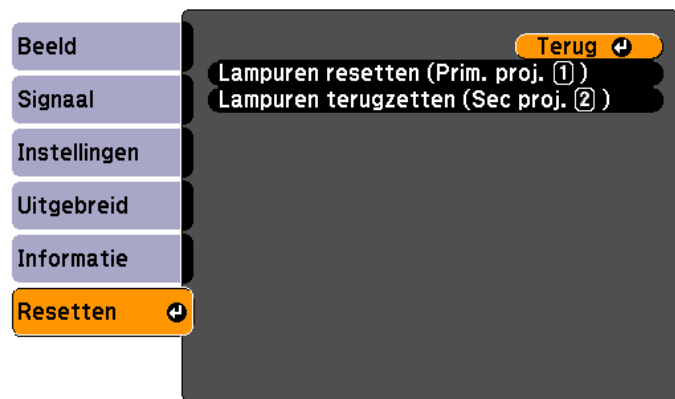 Beeld
Signaal
Instellingen
Uitgebreid
Informatie
Resetten
Terug
Lampuren resetten (Prim. proj. 1 )
Lampuren terugzetten (Sec proj. 2 )